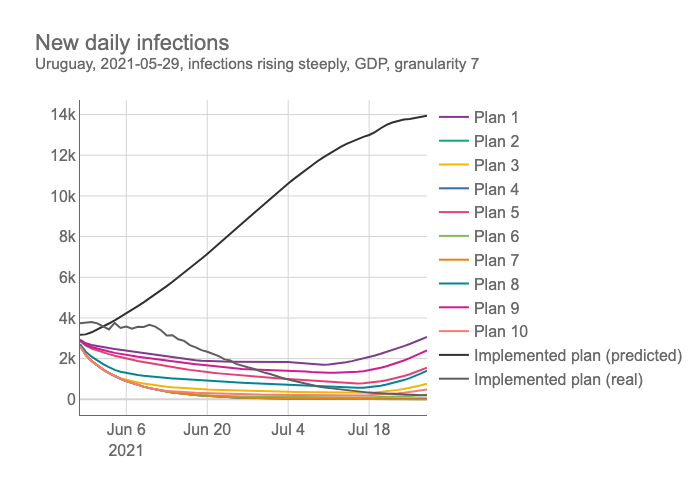 New daily infections
Uruguay, 2021-05-29, infections rising steeply, GDP, granularity 7
14k
12k
10k
8k
6k
4k
2k
0
Jun 6
2021
Jun 20
Jul 4
Jul 18
Plan 1
Plan 2
Plan 3
Plan 4
Plan 5
Plan 6
Plan 7
Plan 8
Plan 9
Plan 10
Implemented plan (predicted)
Implemented plan (real)